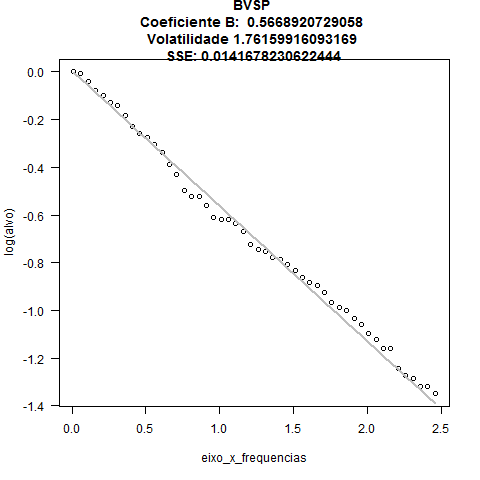 BVSP
Coeficiente B:  0.5668920729058
Volatilidade 1.76159916093169
SSE: 0.0141678230622444
log(alvo)
0.0
-0.2
-0.4
-0.6
-0.8
-1.0
-1.2
-1.4
0.0 0.5 1.0 1.5 2.0 2.5
eixo_x_frequencias